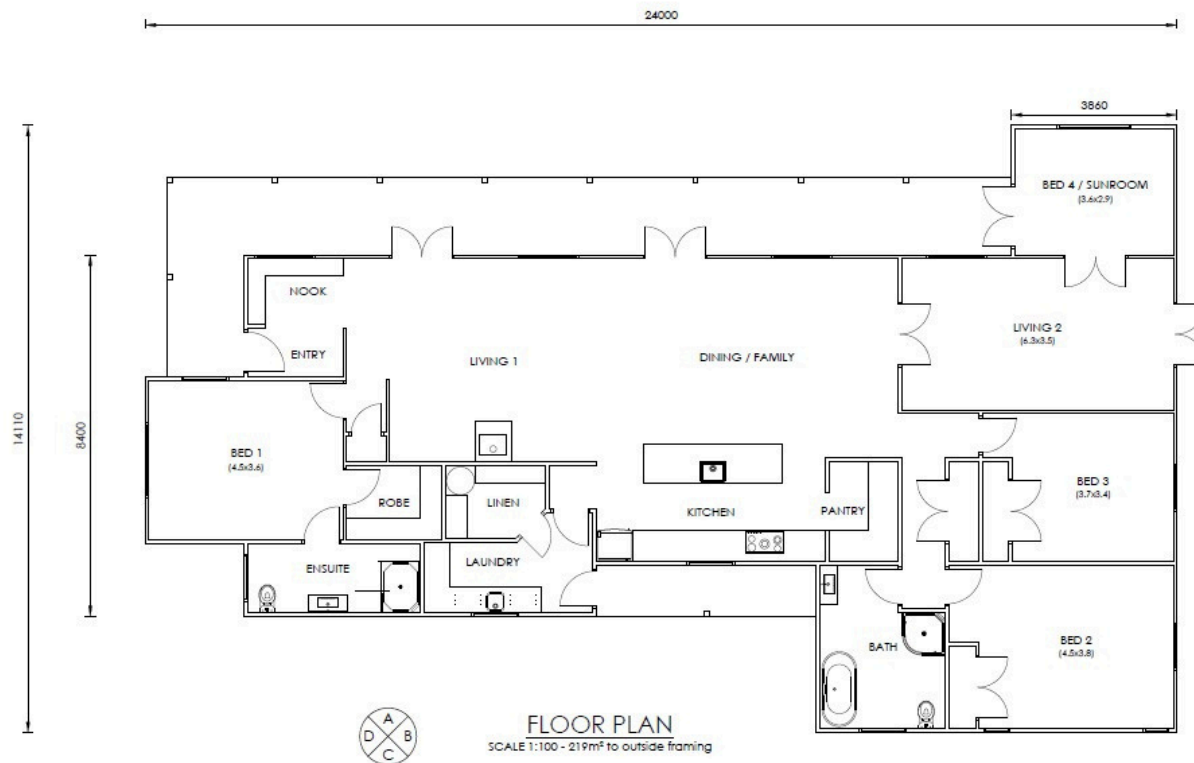 24000
3860
BED 4 / SUNROOM
(3.6x2.9)
14110
8400
NOOK
ENTRY
LIVING 1
DINING / FAMILY
LIVING 2
(6.3x3.5)
BED 1
(4.5x3.6)
ROBE
LINEN
KITCHEN
PANTRY
BED 3
(3.7x3.4)
ENSUITE
LAUNDRY
BATH
BED 2
(4.5x3.8)
A
D B
C
FLOOR PLAN
SCALE 1:100 - 219m² to outside framing